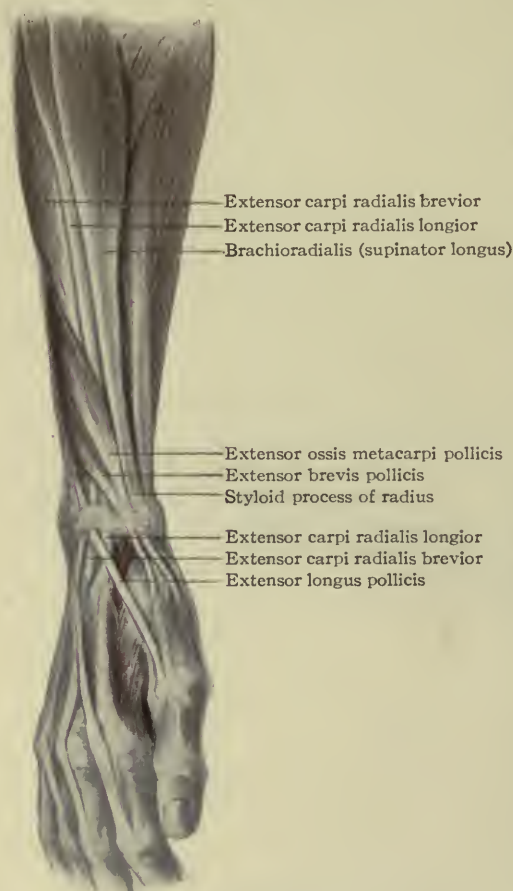 Extensor carpi radialis brevior
Extensor carpi radialis longior
Brachioradialis (supinator longus)
Extensor ossis metacarpi pollicis
Extensor brevis pollicis
Styloid process of radius
Extensor carpi radialis longior
Extensor carpi radialis brevior
Extensor longus pollicis